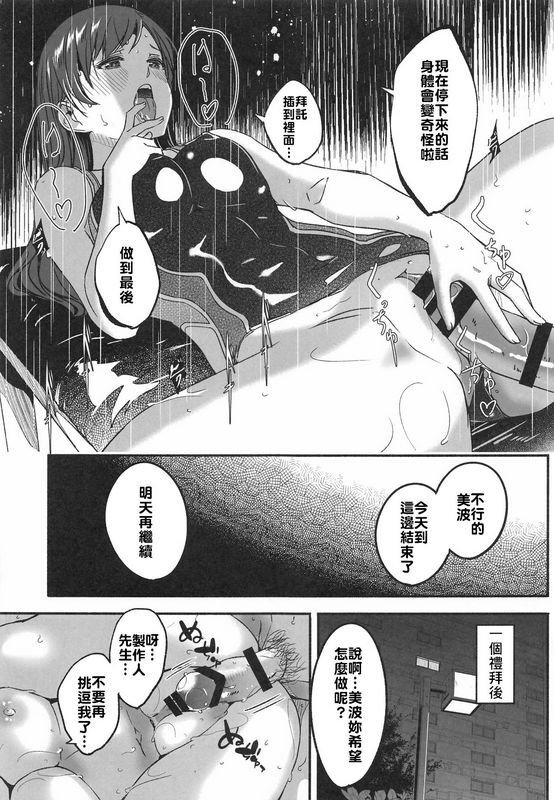 現在停下來的話
身體會變奇怪啦
拜託
插到裡面…
做到最後
不行的
美波
今天到
這邊結束了
明天再繼續
一個禮拜後
說啊…美波妳希望
怎麼做呢?
呀…
製作人
先生…
不要再
挑逗我了…